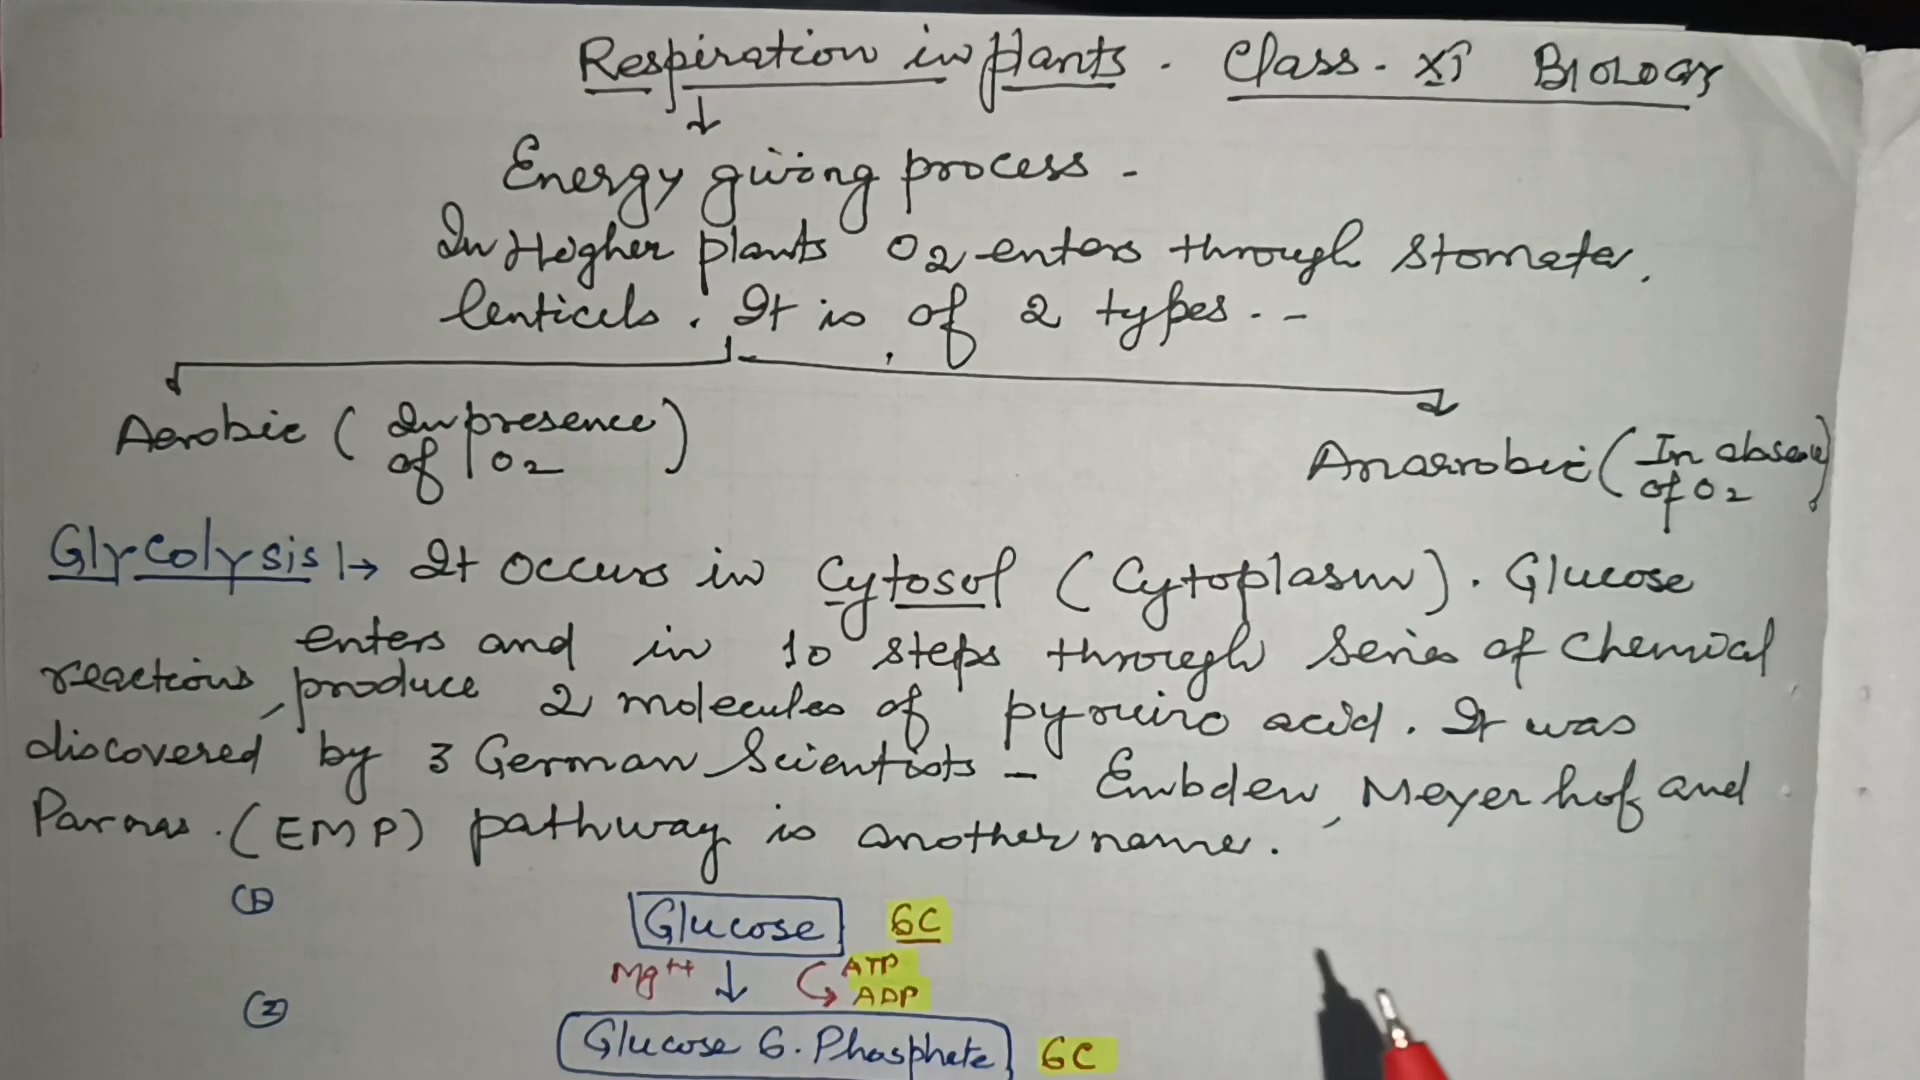 Respiration in plants. Class - XI BIOLOGY
Energy giving process -
In Higher plants O2 enters through stomata,
lenticels. It is of 2 types. -
Aerobic ( In presence of O2 )
Anaerobic ( In absence of O2 )
Glycolysis |→ It occurs in Cytosol (Cytoplasm). Glucose
enters and in 10 steps through series of Chemical
reactions, produce 2 molecules of pyruvic acid. It was
discovered by 3 German Scientists - Embden, Meyerhof and
Parnas. (EMP) pathway is another name.
① Glucose 6C
Mg++ ↓ ATP
ADP
② Glucose 6. Phosphate 6C